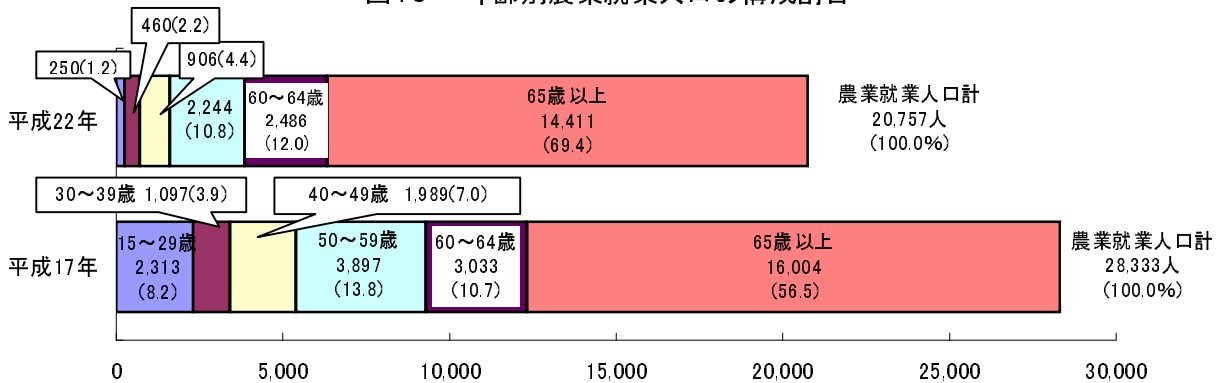 460(2.2)
250(1.2)
906(4.4)
平成22年
2,244
(10.8)
60～64歳
2,486
(12.0)
65歳以上
14,411
(69.4)
農業就業人口計
20,757人
(100.0%)
30～39歳 1,097(3.9)
40～49歳 1,989(7.0)
平成17年
15～29歳
2,313
(8.2)
50～59歳
3,897
(13.8)
60～64歳
3,033
(10.7)
65歳以上
16,004
(56.5)
農業就業人口計
28,333人
(100.0%)
0 5,000 10,000 15,000 20,000 25,000 30,000